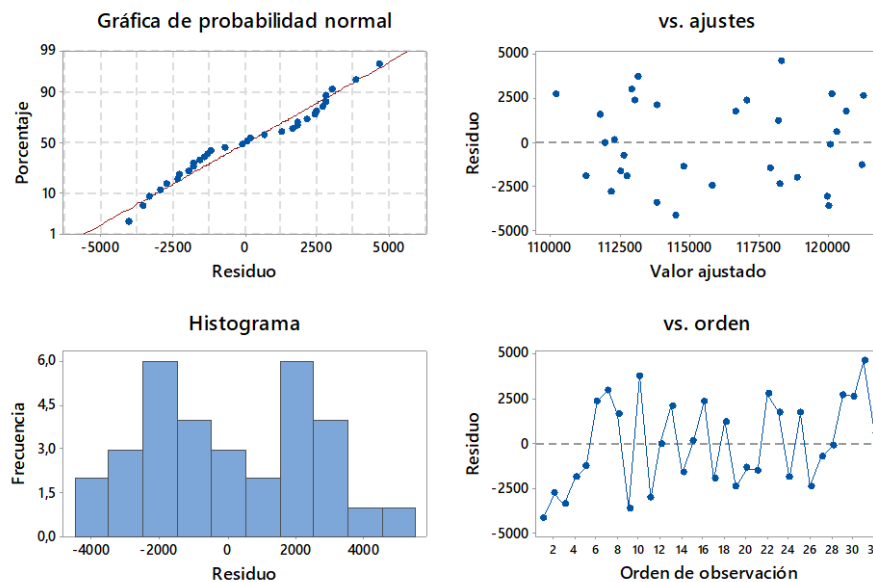 Gráfica de probabilidad normal
99
90
50
10
1
Porcentaje
-5000 -2500 0 2500 5000
Residuo
vs. ajustes
5000
2500
0
-2500
-5000
Residuo
110000 112500 115000 117500 120000
Valor ajustado
Histograma
6,0
4,5
3,0
1,5
0,0
Frecuencia
-4000 -2000 0 2000 4000
Residuo
vs. orden
5000
2500
0
-2500
-5000
Residuo
2 4 6 8 10 12 14 16 18 20 22 24 26 28 30 3
Orden de observación